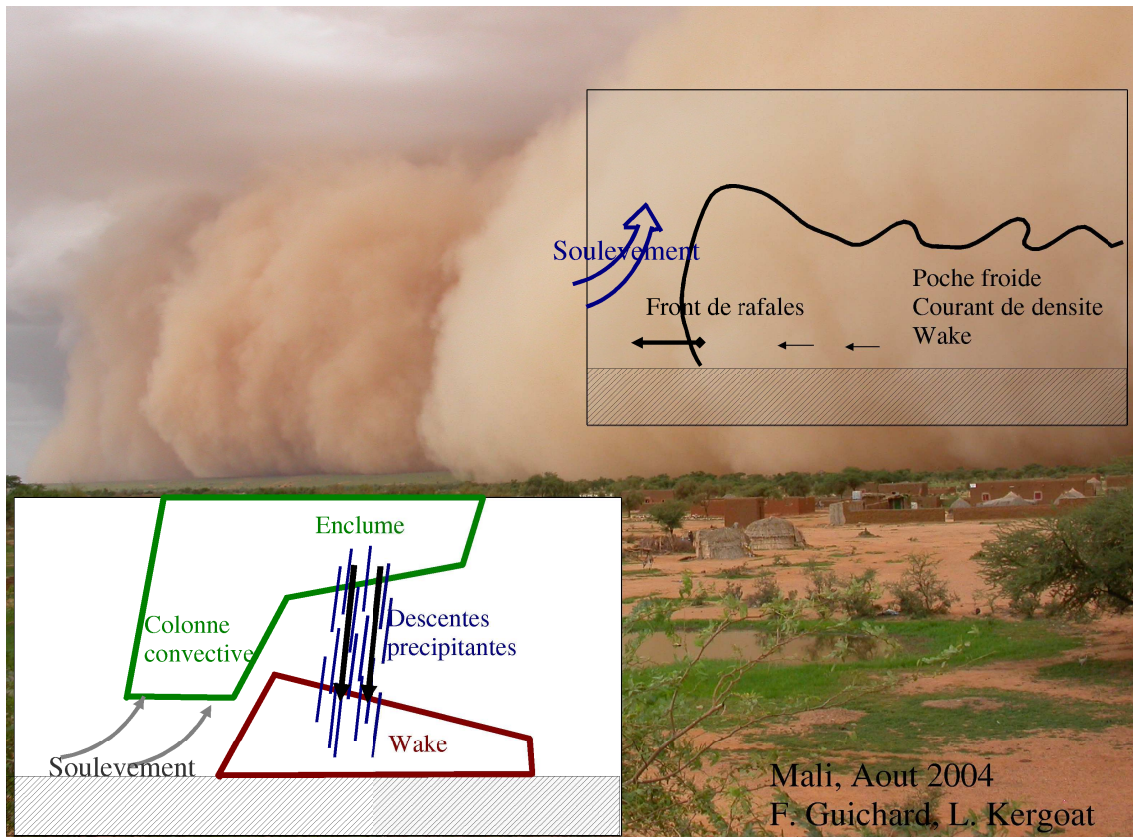 Soulevement
Front de rafales
Poche froide
Courant de densite
Wake
Enclume
Colonne
convective
Descentes
precipitantes
Wake
Soulevement
Mali, Aout 2004
F. Guichard, L. Kergoat